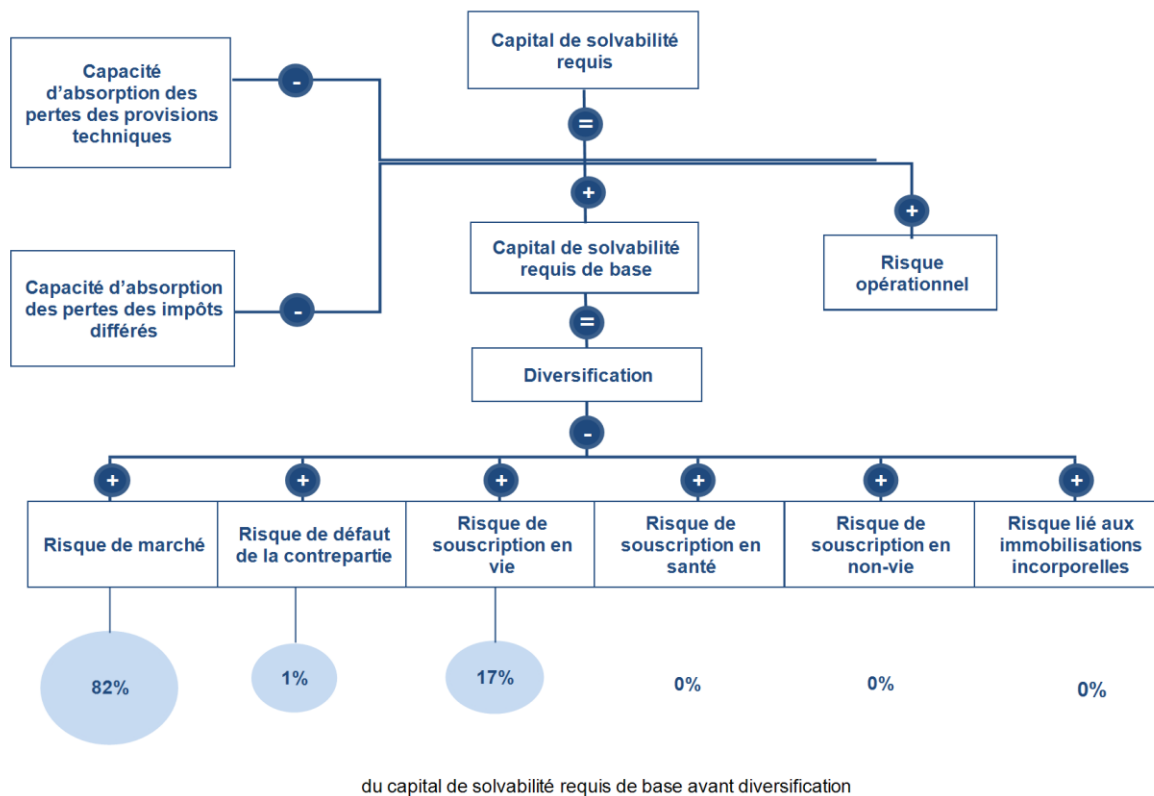 Capital de solvabilité
requis
Capacité
d'absorption des
pertes des provisions
techniques
-
=
+
+
Capital de solvabilité
requis de base
Risque
opérationnel
Capacité d'absorption
des pertes des impôts
différés
-
=
Diversification
-
+
+
+
+
+
+
Risque de marché
Risque de défaut
de la contrepartie
Risque de
souscription en
vie
Risque de
souscription en
santé
Risque de
souscription en
non-vie
Risque lié aux
immobilisations
incorporelles
82%
1%
17%
0%
0%
0%
du capital de solvabilité requis de base avant diversification